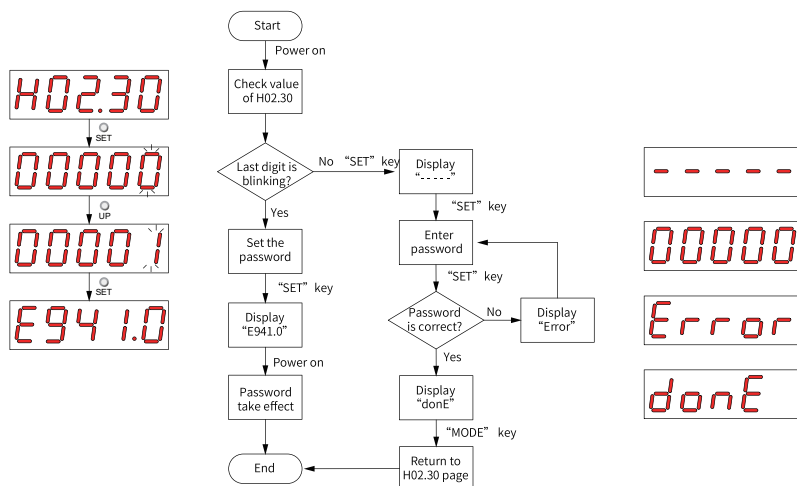 H02.30
SET
00000
UP
00001
SET
E941.0
Start
Power on
Check value
of H02.30
Last digit is
blinking?
No “SET” key
Yes
Set the
password
“SET” key
Display
“E941.0”
Power on
Password
take effect
End
Display
“-----”
“SET” key
Enter
password
“SET” key
Password
is correct?
No
Display
“Error”
Yes
Display
“donE”
“MODE” key
Return to
H02.30 page
-----
00000
Error
donE